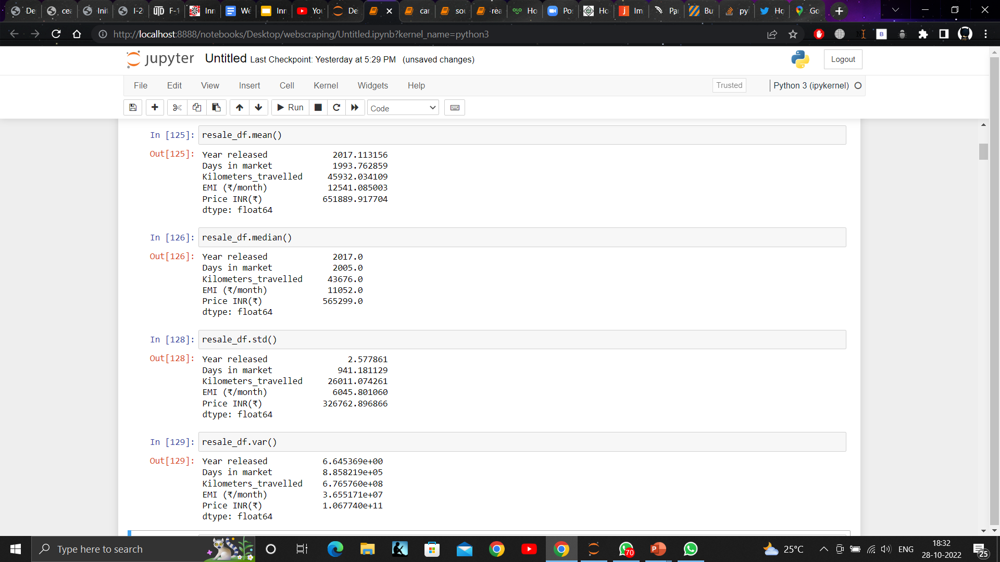 De
cea
Init
I-2
UTD F-1
Inn
We
Inn
You
De
car
sou
rea
Ho
Pos
Ho
Im
Pa
Bu
pyt
Ho
Go
http://localhost:8888/notebooks/Desktop/webscraping/Untitled.ipynb?kernel_name=python3
B
jupyter Untitled Last Checkpoint: Yesterday at 5:29 PM (unsaved changes)
Logout
File Edit View Insert Cell Kernel Widgets Help
Trusted
Python 3 (ipykernel)
Run
Code
In [125]: resale_df.mean()
Out[125]: Year released 2017.113156
Days in market 1993.762859
Kilometers_travelled 45932.034109
EMI (₹/month) 12541.085003
Price INR(₹) 651889.917704
dtype: float64
In [126]: resale_df.median()
Out[126]: Year released 2017.0
Days in market 2005.0
Kilometers_travelled 43676.0
EMI (₹/month) 11052.0
Price INR(₹) 565299.0
dtype: float64
In [128]: resale_df.std()
Out[128]: Year released 2.577861
Days in market 941.181129
Kilometers_travelled 26011.074261
EMI (₹/month) 6045.801060
Price INR(₹) 326762.896866
dtype: float64
In [129]: resale_df.var()
Out[129]: Year released 6.645369e+00
Days in market 8.858219e+05
Kilometers_travelled 6.765760e+08
EMI (₹/month) 3.655171e+07
Price INR(₹) 1.067740e+11
dtype: float64
Type here to search
70
25°C
ENG
18:32
28-10-2022
25